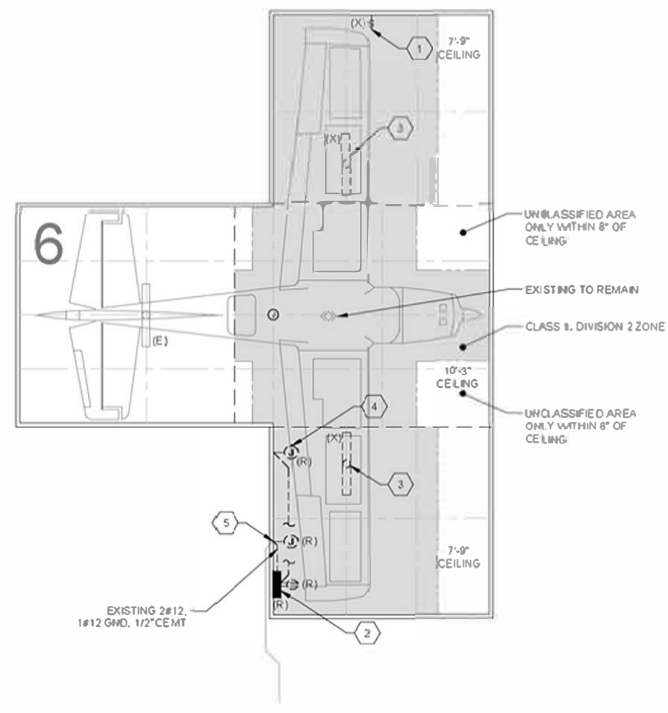 (X)
1
7'-9"
CEILING
3
(X)
6
UNCLASSIFIED AREA
ONLY WITHIN 8" OF
CEILING
EXISTING TO REMAIN
(E)
CLASS II, DIVISION 2 ZONE
10'-3"
CEILING
4
UNCLASSIFIED AREA
ONLY WITHIN 8" OF
CEILING
(X)
(R)
3
5
(R)
7'-9"
CEILING
(R)
EXISTING 2#12,
1#12 GND, 1/2"C EMT
(R)
2